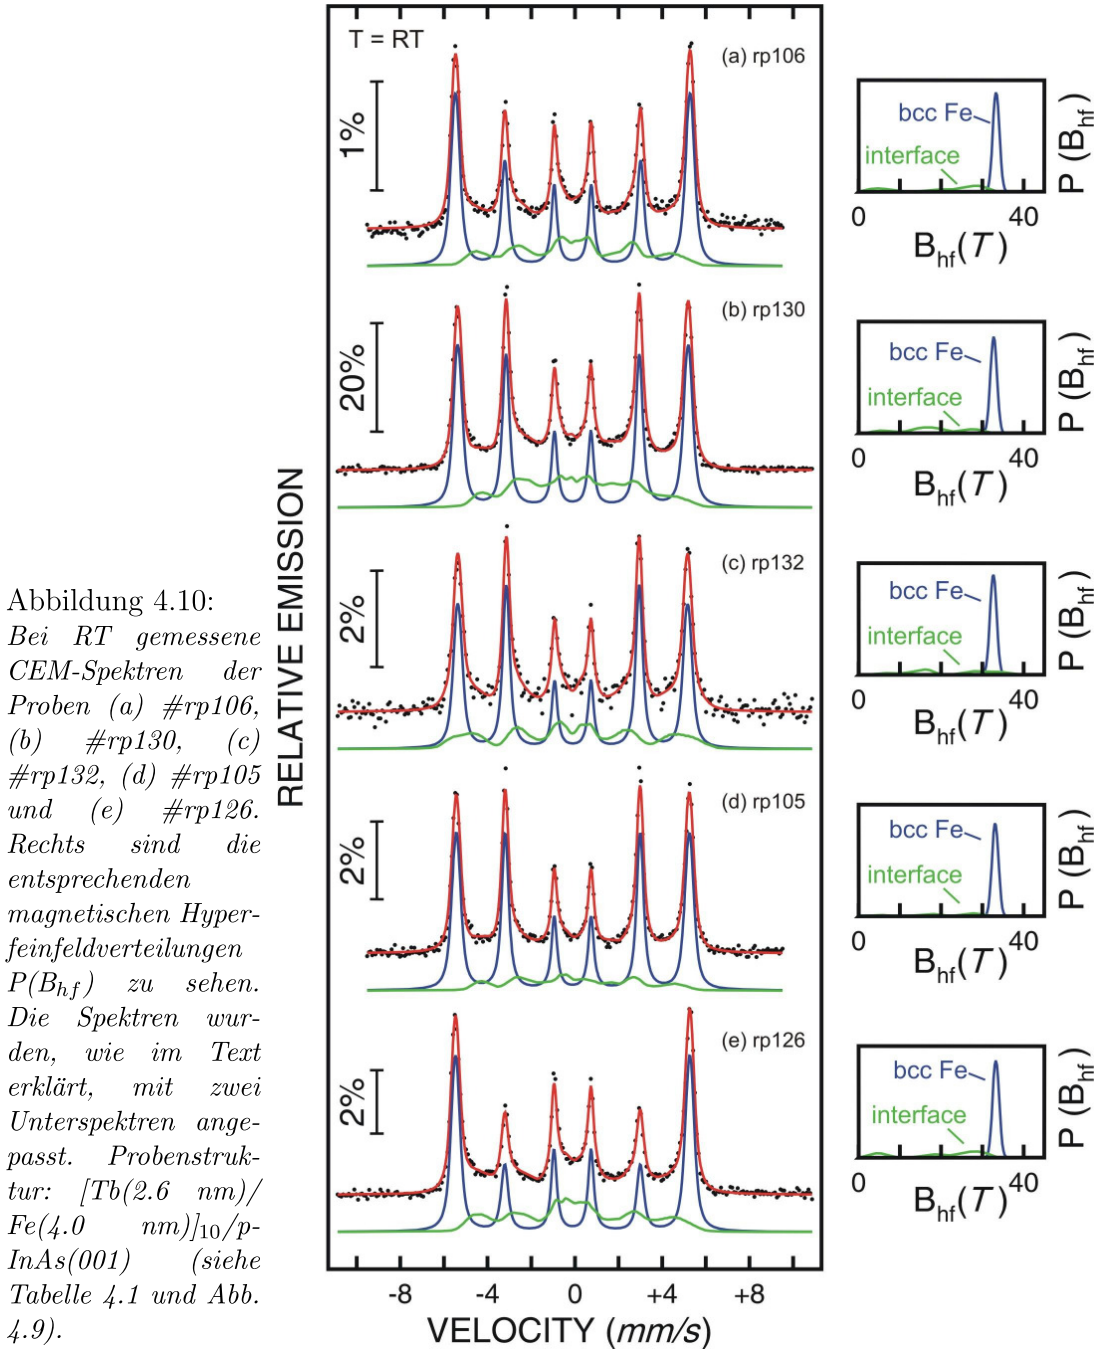 T = RT
(a) rp106
1%
bcc Fe
interface
P (Bhf)
0 40
Bhf(T)
(b) rp130
20%
bcc Fe
interface
P (Bhf)
0 40
Bhf(T)
(c) rp132
2%
bcc Fe
interface
P (Bhf)
0 40
Bhf(T)
(d) rp105
2%
bcc Fe
interface
P (Bhf)
0 40
Bhf(T)
(e) rp126
2%
bcc Fe
interface
P (Bhf)
0 40
Bhf(T)
RELATIVE EMISSION
-8 -4 0 +4 +8
VELOCITY (mm/s)
Abbildung 4.10:
Bei RT gemessene
CEM-Spektren der
Proben (a) #rp106,
(b) #rp130, (c)
#rp132, (d) #rp105
und (e) #rp126.
Rechts sind die
entsprechenden
magnetischen Hyper-
feinfeldverteilungen
P(Bhf) zu sehen.
Die Spektren wur-
den, wie im Text
erklärt, mit zwei
Unterspektren ange-
passt. Probenstruk-
tur: [Tb(2.6 nm)/
Fe(4.0 nm)]10/p-
InAs(001) (siehe
Tabelle 4.1 und Abb.
4.9).